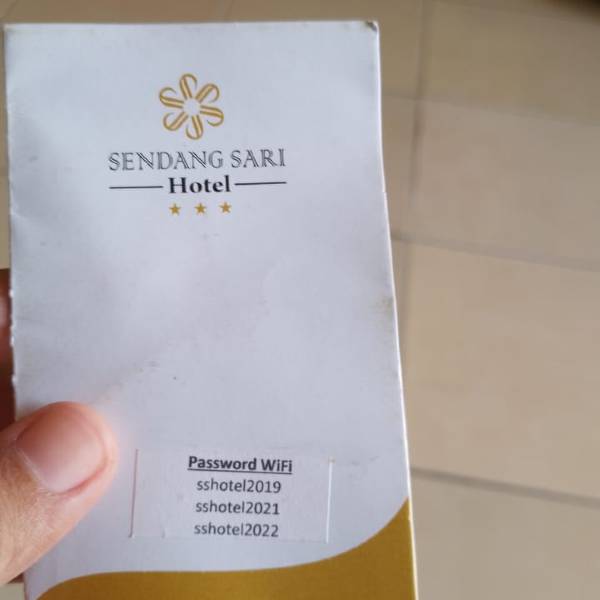 SENDANG SARI
Hotel
Password WiFi
sshotel2019
sshotel2021
sshotel2022